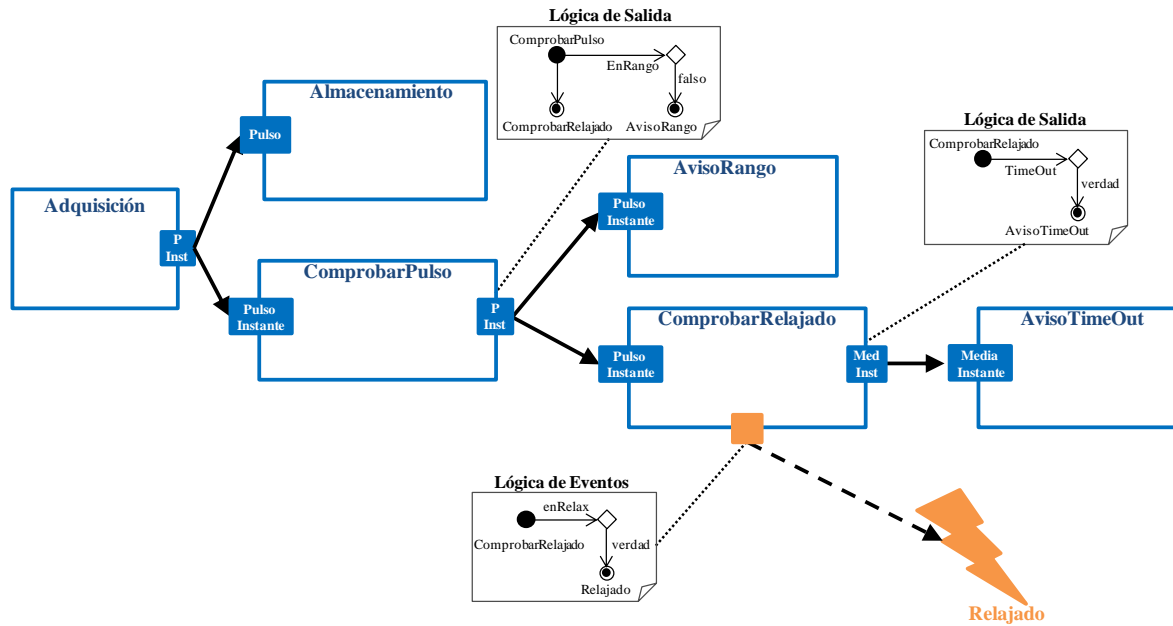 Lógica de Salida
ComprobarPulso
EnRango
falso
ComprobarRelajado
AvisoRango
Almacenamiento
Pulso
Adquisición
P
Inst
ComprobarPulso
Pulso
Instante
P
Inst
AvisoRango
Pulso
Instante
Lógica de Salida
ComprobarRelajado
TimeOut
verdad
AvisoTimeOut
ComprobarRelajado
Pulso
Instante
Med
Inst
AvisoTimeOut
Media
Instante
Lógica de Eventos
enRelax
ComprobarRelajado
verdad
Relajado
Relajado